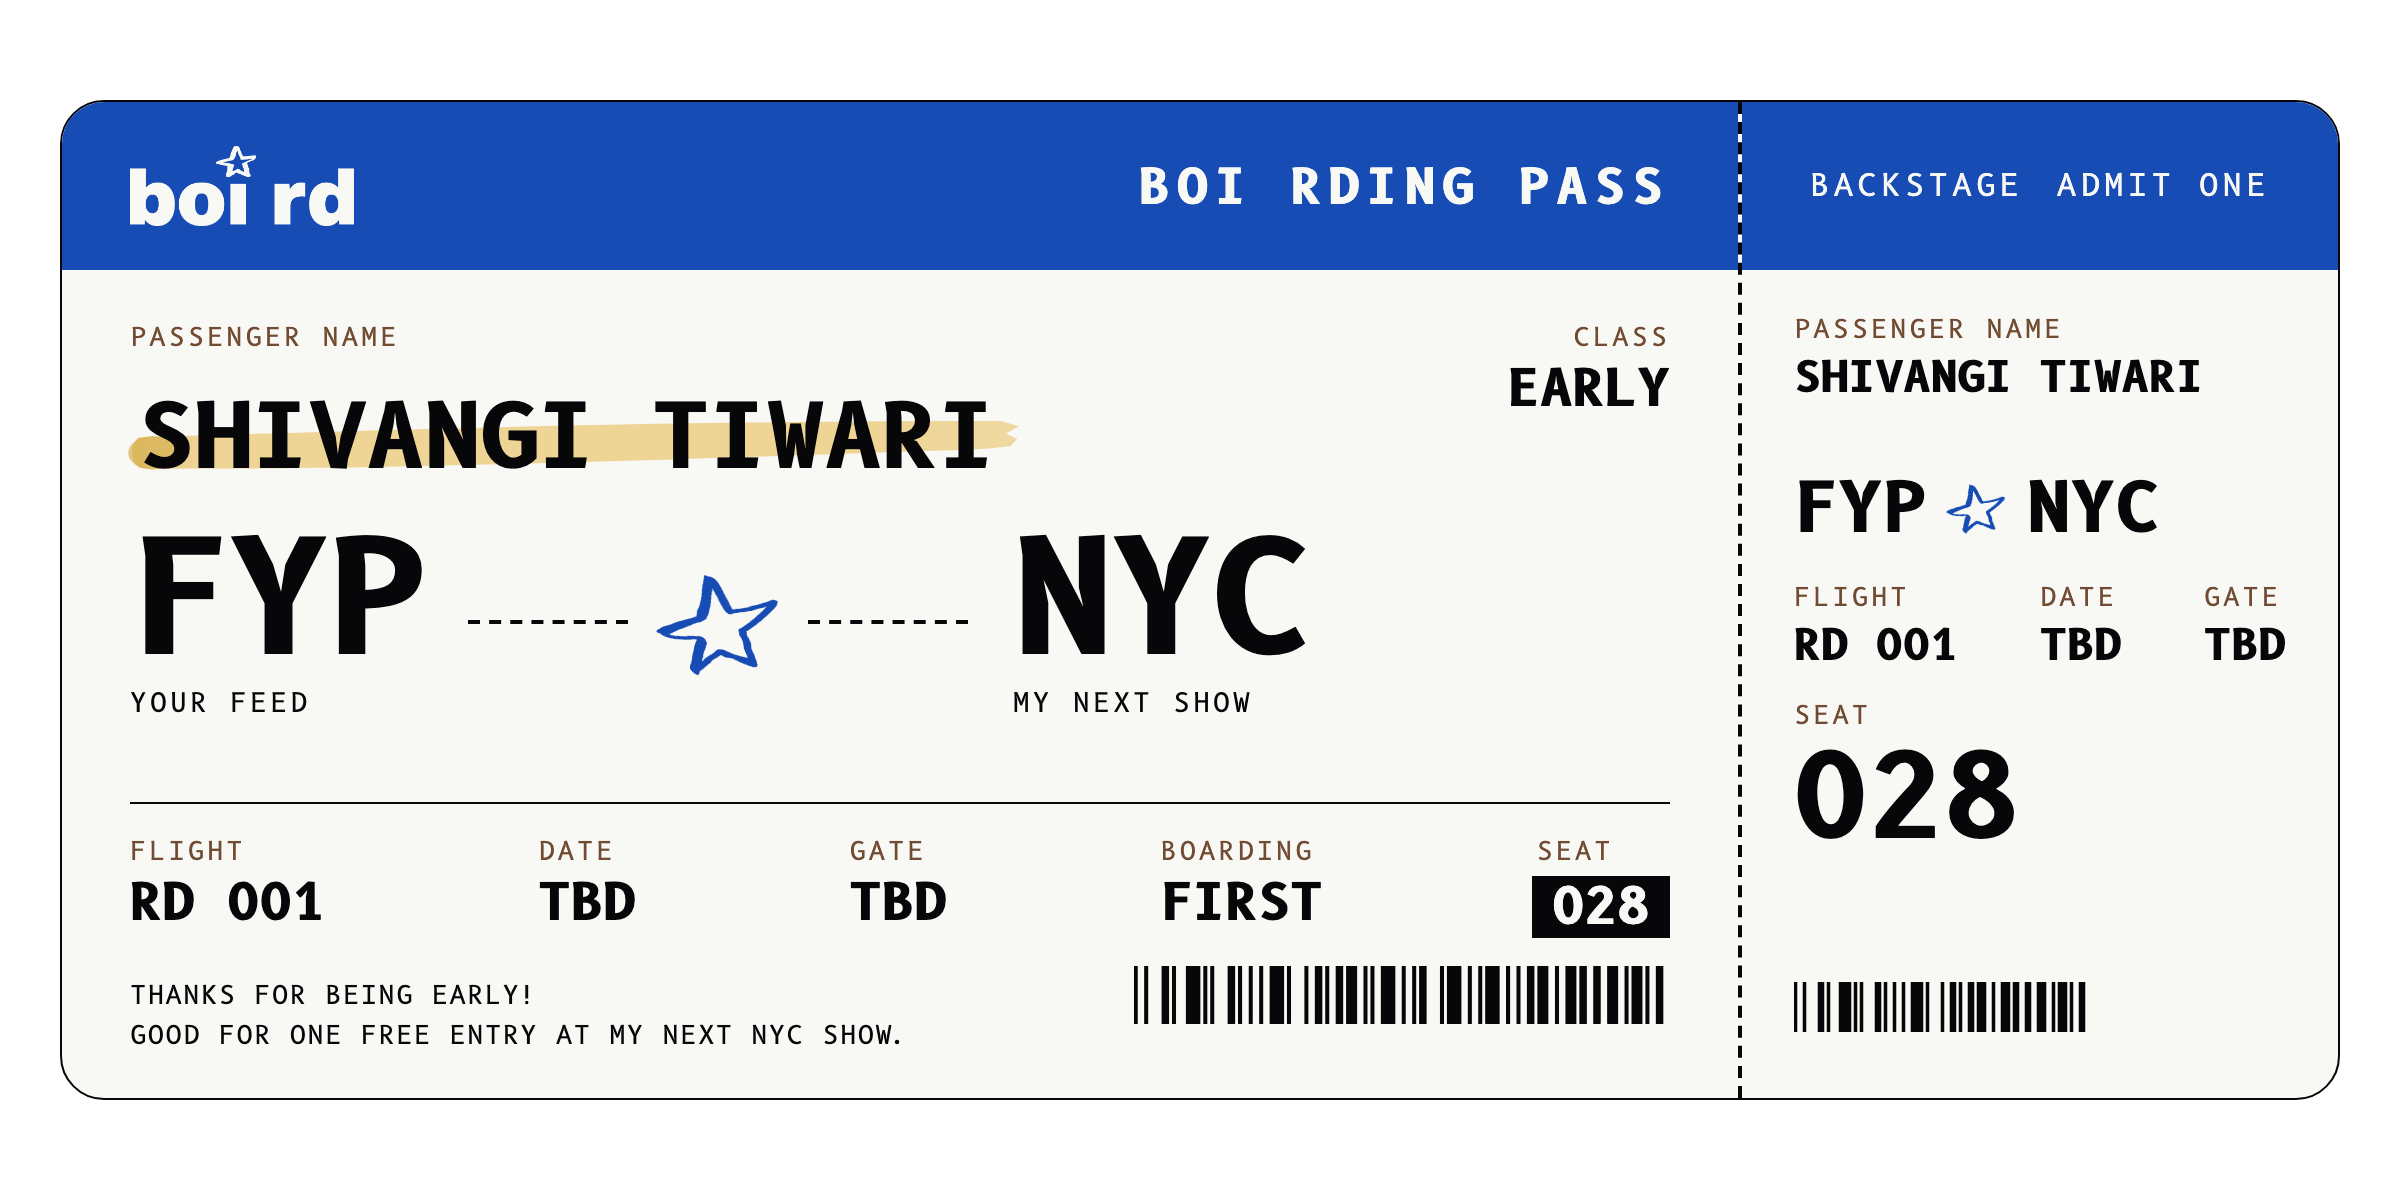 boi rd
BOI RDING PASS
PASSENGER NAME
CLASS
EARLY
SHIVANGI TIWARI
FYP NYC
YOUR FEED MY NEXT SHOW
FLIGHT DATE GATE BOARDING SEAT
RD 001 TBD TBD FIRST 028
THANKS FOR BEING EARLY!
GOOD FOR ONE FREE ENTRY AT MY NEXT NYC SHOW.
BACKSTAGE ADMIT ONE
PASSENGER NAME
SHIVANGI TIWARI
FYP NYC
FLIGHT DATE GATE
RD 001 TBD TBD
SEAT
028